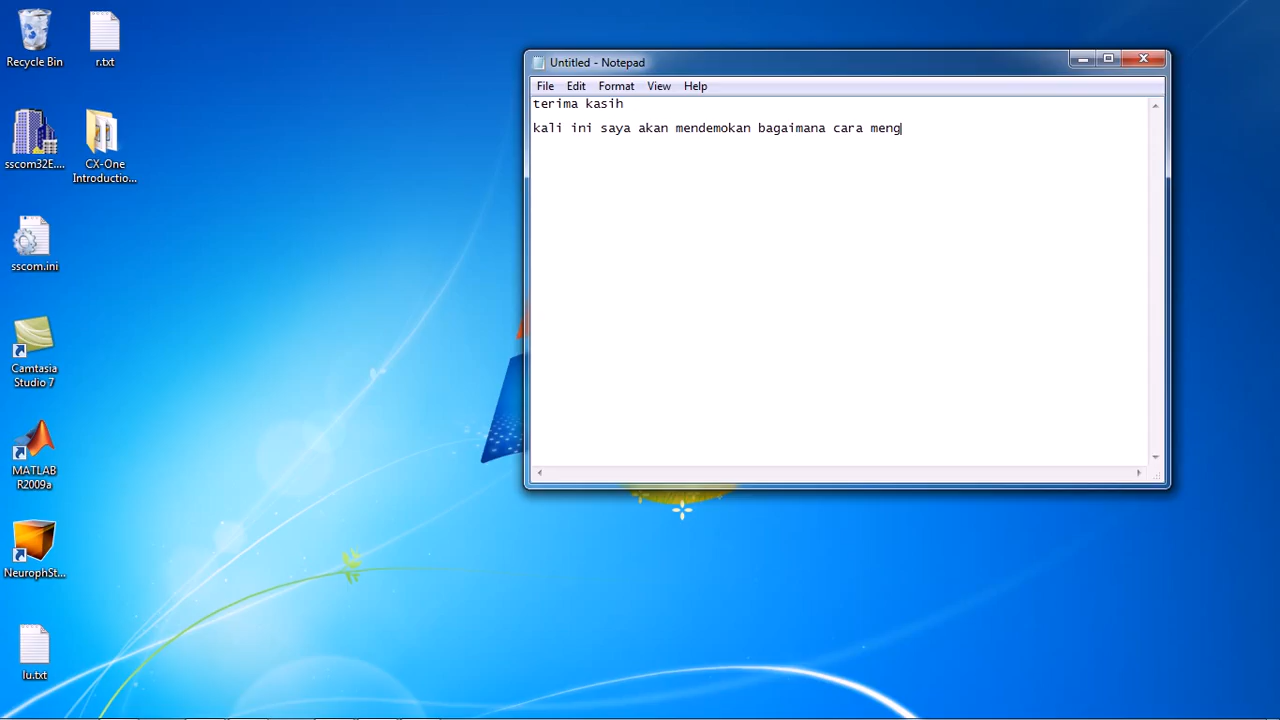 Recycle Bin
r.txt
sscom32E....
CX-One
Introductio...
sscom.ini
Camtasia
Studio 7
MATLAB
R2009a
NeurophSt...
lu.txt
Untitled - Notepad
File Edit Format View Help
terima kasih
kali ini saya akan mendemokan bagaimana cara meng